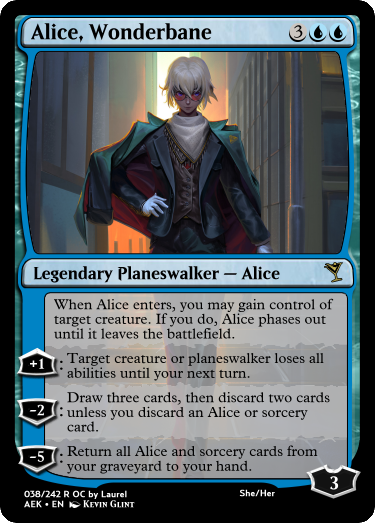 Alice, Wonderbane 3
Legendary Planeswalker — Alice
When Alice enters, you may gain control of
target creature. If you do, Alice phases out
until it leaves the battlefield.
+1: Target creature or planeswalker loses all
abilities until your next turn.
-2: Draw three cards, then discard two cards
unless you discard an Alice or sorcery
card.
-5: Return all Alice and sorcery cards from
your graveyard to your hand.
3
038/242 R OC by Laurel She/Her
AEK • EN Kevin Glint